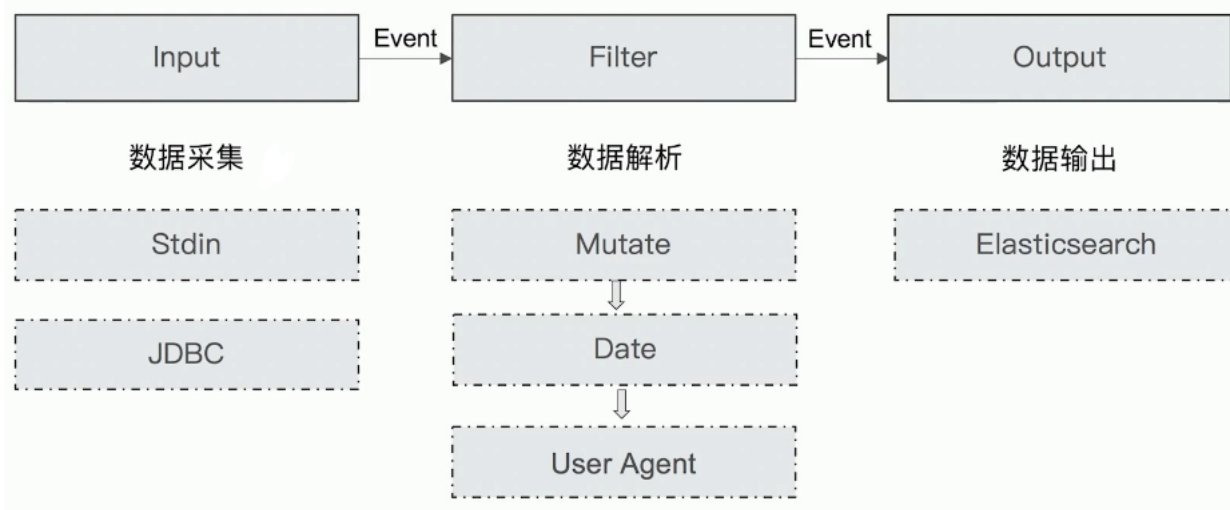 Input
Event
Filter
Event
Output
数据采集
数据解析
数据输出
Stdin
Mutate
Elasticsearch
JDBC
Date
User Agent